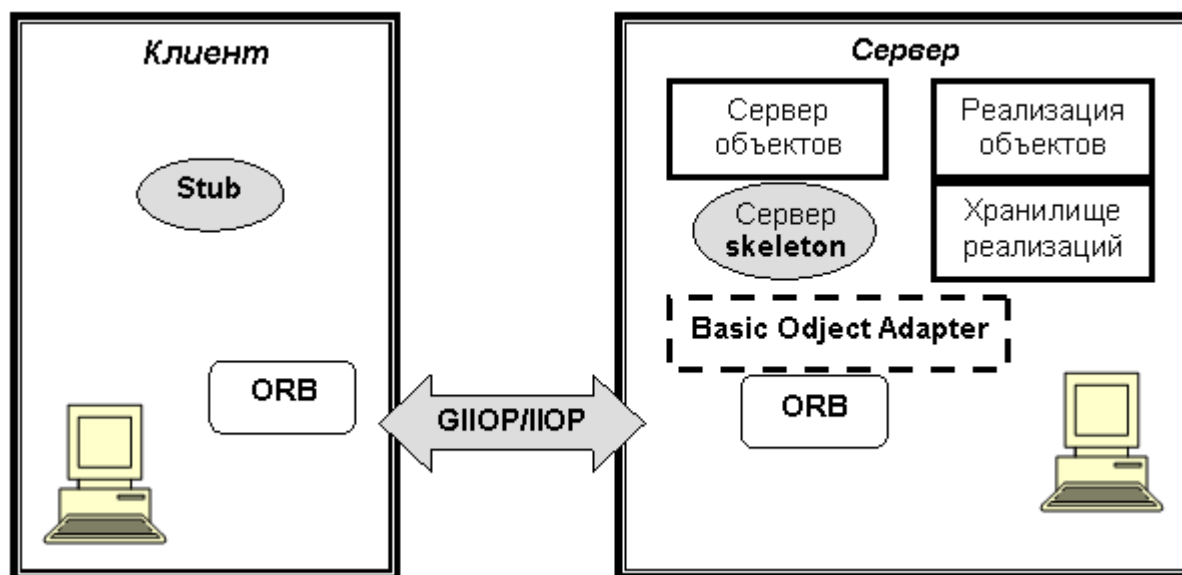 Клиент
Stub
ORB
GIIOP/IIOP
Сервер
Сервер
объектов
Реализация
объектов
Сервер
skeleton
Хранилище
реализаций
Basic Odject Adapter
ORB